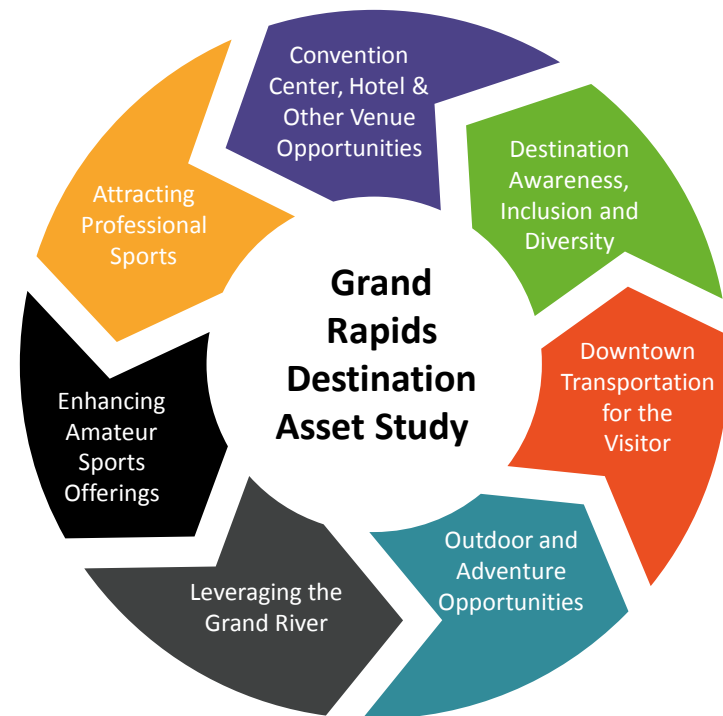 Convention
Center, Hotel &
Other Venue
Opportunities
Destination
Awareness,
Inclusion and
Diversity
Downtown
Transportation
for the
Visitor
Outdoor and
Adventure
Opportunities
Leveraging the
Grand River
Enhancing
Amateur
Sports
Offerings
Attracting
Professional
Sports
Grand
Rapids
Destination
Asset Study